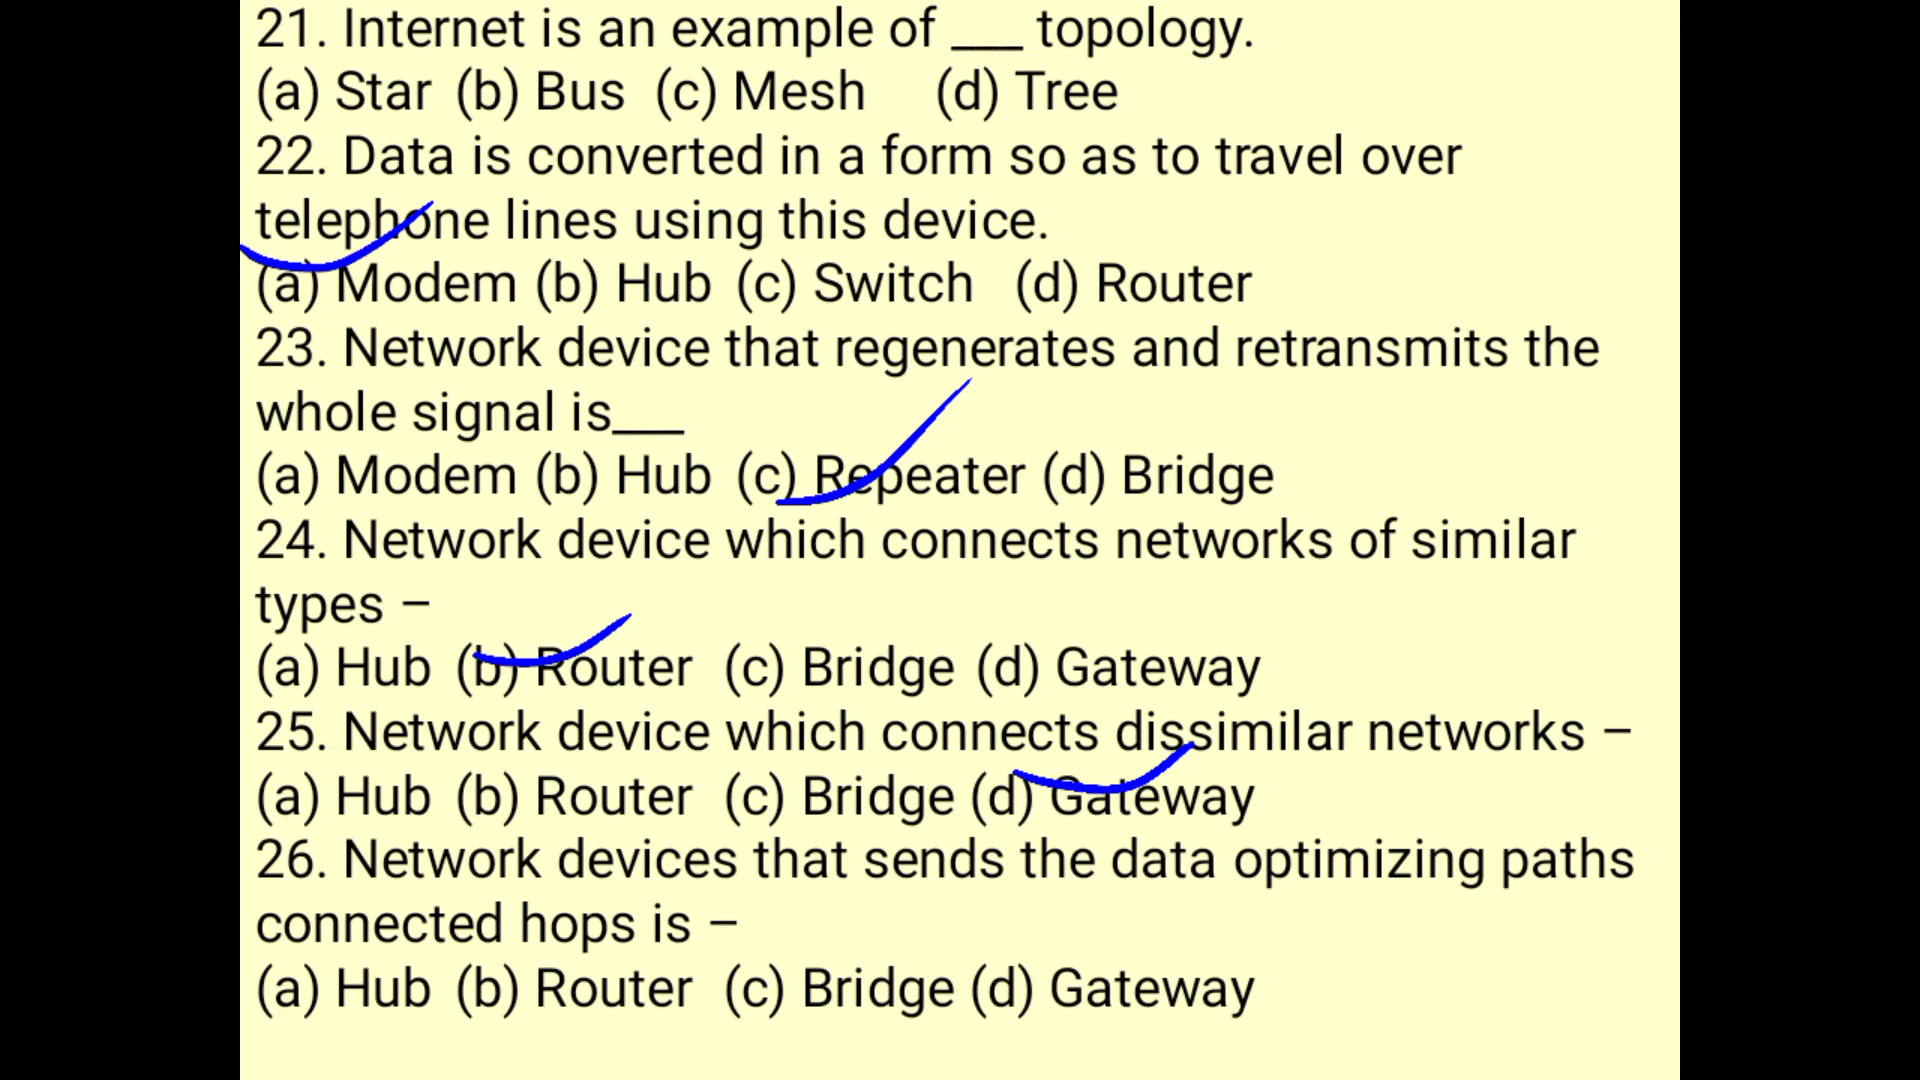 21. Internet is an example of ___ topology.
(a) Star (b) Bus (c) Mesh (d) Tree
22. Data is converted in a form so as to travel over
telephone lines using this device.
(a) Modem (b) Hub (c) Switch (d) Router
23. Network device that regenerates and retransmits the
whole signal is___
(a) Modem (b) Hub (c) Repeater (d) Bridge
24. Network device which connects networks of similar
types –
(a) Hub (b) Router (c) Bridge (d) Gateway
25. Network device which connects dissimilar networks –
(a) Hub (b) Router (c) Bridge (d) Gateway
26. Network devices that sends the data optimizing paths
connected hops is –
(a) Hub (b) Router (c) Bridge (d) Gateway